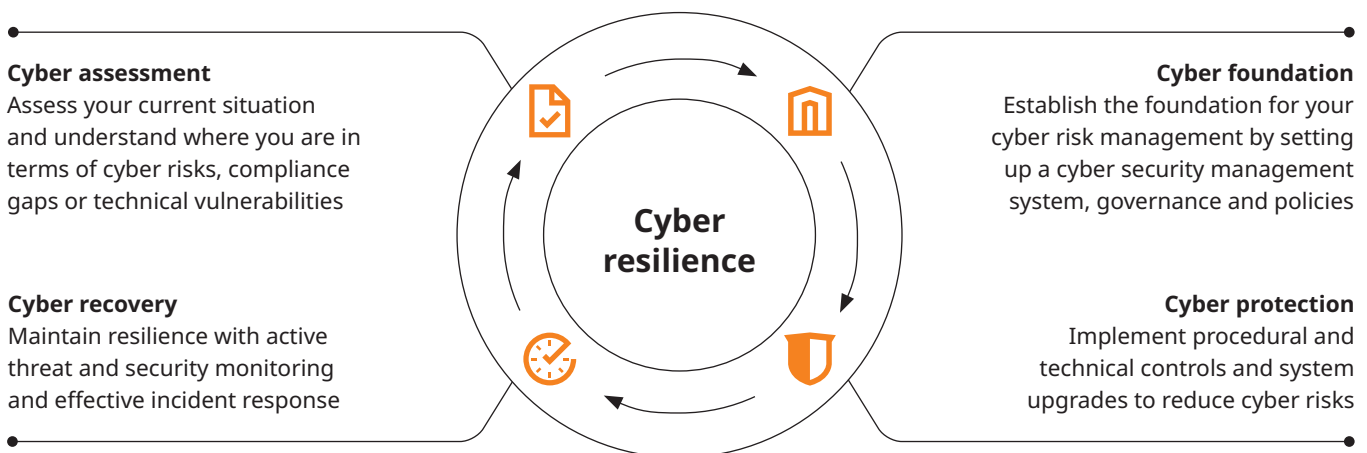 Cyber assessment
Assess your current situation
and understand where you are in
terms of cyber risks, compliance
gaps or technical vulnerabilities
Cyber foundation
Establish the foundation for your
cyber risk management by setting
up a cyber security management
system, governance and policies
Cyber
resilience
Cyber recovery
Maintain resilience with active
threat and security monitoring
and effective incident response
Cyber protection
Implement procedural and
technical controls and system
upgrades to reduce cyber risks